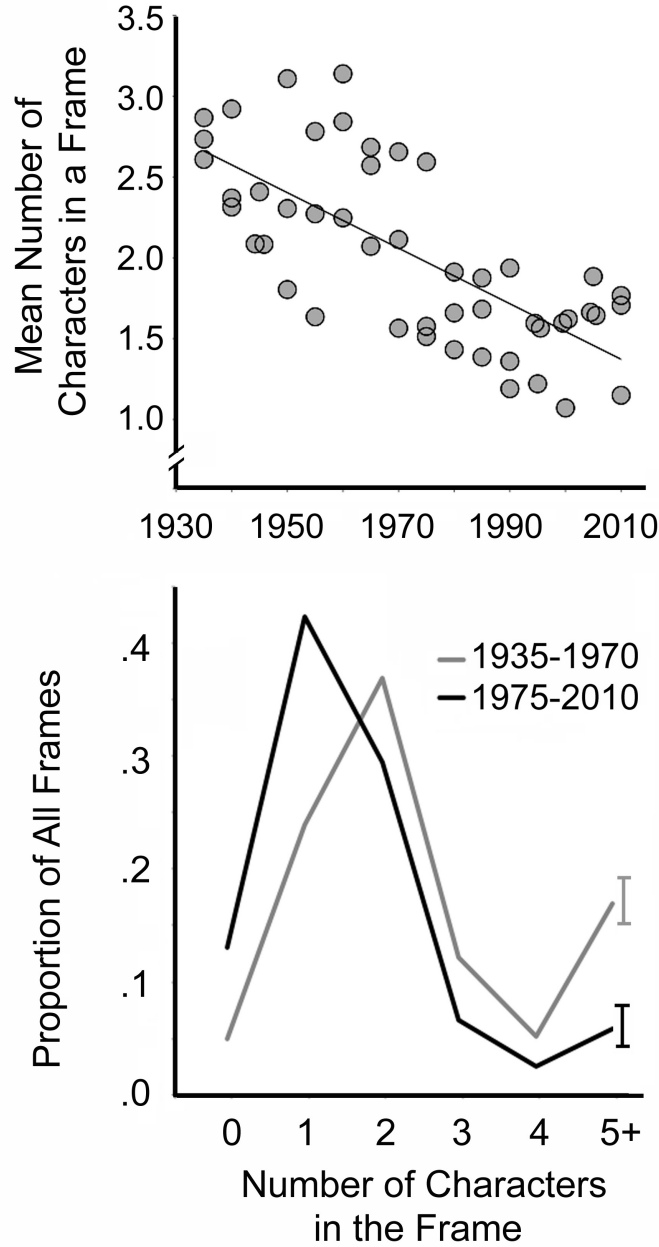 Mean Number of
Characters in a Frame
3.5
3.0
2.5
2.0
1.5
1.0
1930 1950 1970 1990 2010
Proportion of All Frames
.4
.3
.2
.1
.0
1935-1970
1975-2010
0 1 2 3 4 5+
Number of Characters
in the Frame